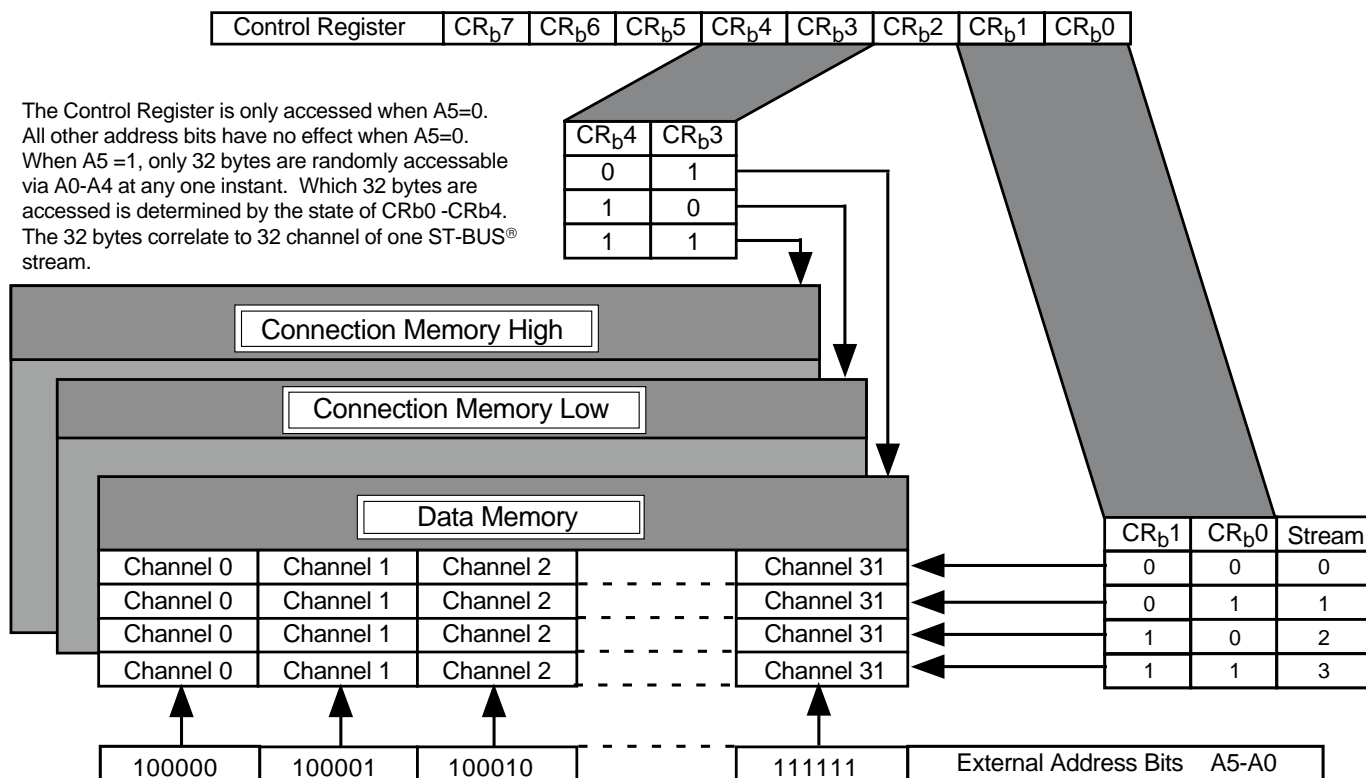 Control Register CRb7 CRb6 CRb5 CRb4 CRb3 CRb2 CRb1 CRb0
The Control Register is only accessed when A5=0.
All other address bits have no effect when A5=0.
When A5 =1, only 32 bytes are randomly accessable
via A0-A4 at any one instant. Which 32 bytes are
accessed is determined by the state of CRb0 -CRb4.
The 32 bytes correlate to 32 channel of one ST-BUS®
stream.
CRb4 CRb3
0 1
1 0
1 1
Connection Memory High
Connection Memory Low
Data Memory
Channel 0 Channel 1 Channel 2 Channel 31
Channel 0 Channel 1 Channel 2 Channel 31
Channel 0 Channel 1 Channel 2 Channel 31
Channel 0 Channel 1 Channel 2 Channel 31
CRb1 CRb0 Stream
0 0 0
0 1 1
1 0 2
1 1 3
100000 100001 100010 111111 External Address Bits A5-A0